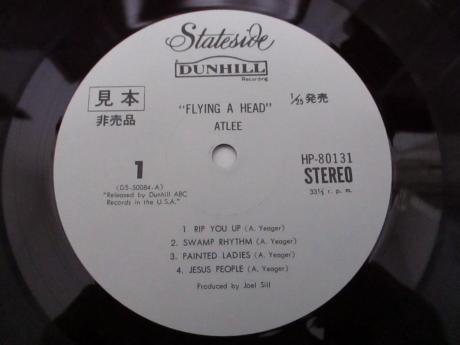 Stateside
DUNHILL
Recording
見本
非売品
"FLYING A HEAD"
ATLEE
1/25発売
1
(DS-50084-A)
"Released by Dunhill ABC
Records in the U.S.A."
HP-80131
STEREO
33⅓ r. p. m.
1 RIP YOU UP (A. Yeager)
2. SWAMP RHYTHM (A. Yeager)
3. PAINTED LADIES (A. Yeager)
4. JESUS PEOPLE (A. Yeager)
Produced by Joel Sill